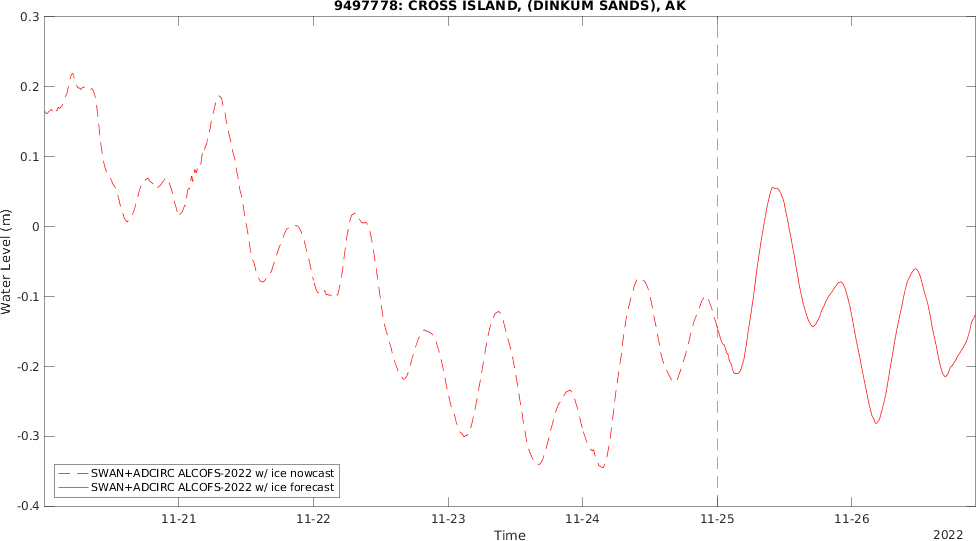 9497778: CROSS ISLAND, (DINKUM SANDS), AK
0.3
0.2
0.1
0
-0.1
-0.2
-0.3
-0.4
Water Level (m)
SWAN+ADCIRC ALCOFS-2022 w/ ice nowcast
SWAN+ADCIRC ALCOFS-2022 w/ ice forecast
11-21 11-22 11-23 11-24 11-25 11-26
Time
2022